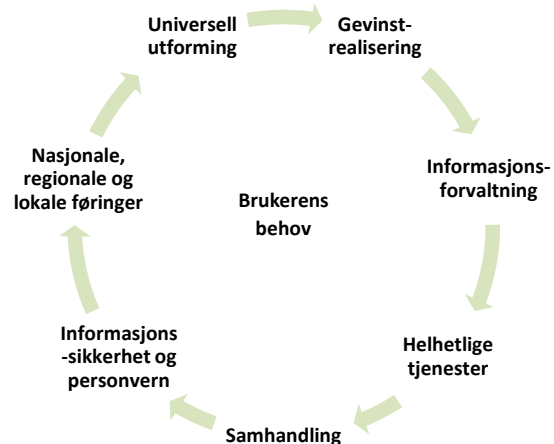 Universell
utforming
Gevinst-
realisering
Informasjons-
forvaltning
Helhetlige
tjenester
Samhandling
Informasjons
-sikkerhet og
personvern
Nasjonale,
regionale og
lokale føringer
Brukerens
behov